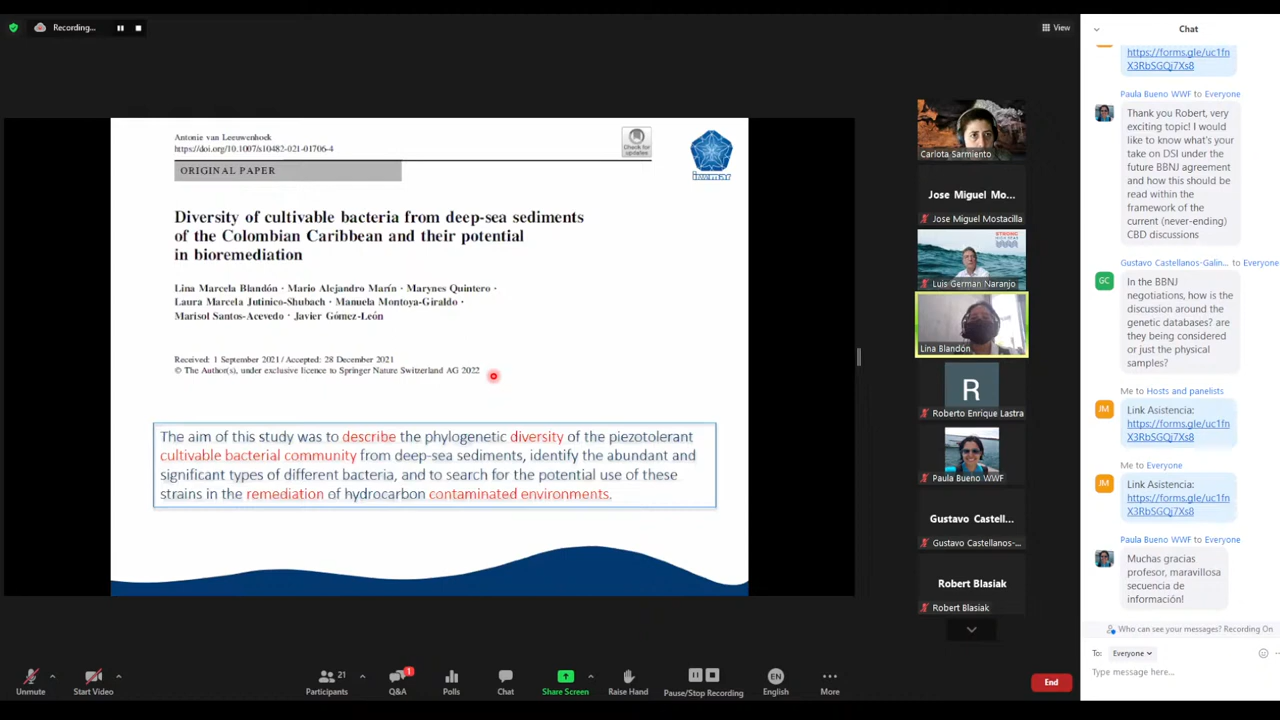 Recording...
View
Antonie van Leeuwenhoek
https://doi.org/10.1007/s10482-021-01706-4
Check for
updates
invemar
ORIGINAL PAPER
Diversity of cultivable bacteria from deep-sea sediments
of the Colombian Caribbean and their potential
in bioremediation
Lina Marcela Blandón · Mario Alejandro Marín · Marynes Quintero ·
Laura Marcela Jutinico-Shubach · Manuela Montoya-Giraldo ·
Marisol Santos-Acevedo · Javier Gómez-León
Received: 1 September 2021 / Accepted: 28 December 2021
© The Author(s), under exclusive licence to Springer Nature Switzerland AG 2022
The aim of this study was to describe the phylogenetic diversity of the piezotolerant
cultivable bacterial community from deep-sea sediments, identify the abundant and
significant types of different bacteria, and to search for the potential use of these
strains in the remediation of hydrocarbon contaminated environments.
Carlota Sarmiento
Jose Miguel Mo...
Jose Miguel Mostacilla
STRONG
HIGH SEAS
Luis German Naranjo
Lina Blandón
R
Roberto Enrique Lastra
Paula Bueno WWF
Gustavo Castell...
Gustavo Castellanos-...
Robert Blasiak
Robert Blasiak
Chat
https://forms.gle/uc1fn
X3RbSGQj7Xs8
Paula Bueno WWF to Everyone
Thank you Robert, very
exciting topic! I would
like to know what's your
take on DSI under the
future BBNJ agreement
and how this should be
read within the
framework of the
current (never-ending)
CBD discussions
Gustavo Castellanos-Galin... to Everyone
GC
In the BBNJ
negotiations, how is the
discussion around the
genetic databases? are
they being considered
or just the physical
samples?
Me to Hosts and panelists
JM
Link Asistencia:
https://forms.gle/uc1fn
X3RbSGQj7Xs8
Me to Everyone
JM
Link Asistencia:
https://forms.gle/uc1fn
X3RbSGQj7Xs8
Paula Bueno WWF to Everyone
Muchas gracias
profesor, maravillosa
secuencia de
información!
Who can see your messages? Recording On
To: Everyone
Type message here...
Unmute
Start Video
21
Participants
1
Q&A
Polls
Chat
Share Screen
Raise Hand
Pause/Stop Recording
EN
English
More
End